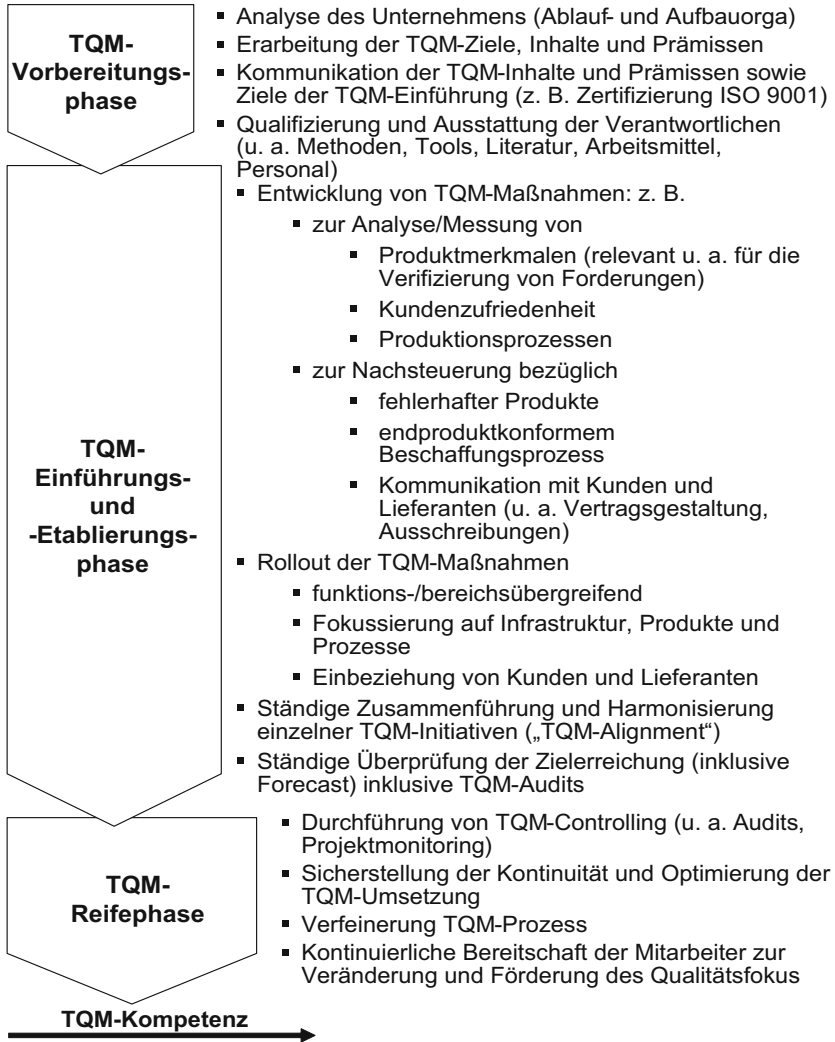 TQM-
Vorbereitungs-
phase
▪ Analyse des Unternehmens (Ablauf- und Aufbauorga)
▪ Erarbeitung der TQM-Ziele, Inhalte und Prämissen
▪ Kommunikation der TQM-Inhalte und Prämissen sowie
Ziele der TQM-Einführung (z. B. Zertifizierung ISO 9001)
▪ Qualifizierung und Ausstattung der Verantwortlichen
(u. a. Methoden, Tools, Literatur, Arbeitsmittel,
Personal)
TQM-
Einführungs-
und
-Etablierungs-
phase
▪ Entwicklung von TQM-Maßnahmen: z. B.
▪ zur Analyse/Messung von
▪ Produktmerkmalen (relevant u. a. für die
Verifizierung von Forderungen)
▪ Kundenzufriedenheit
▪ Produktionsprozessen
▪ zur Nachsteuerung bezüglich
▪ fehlerhafter Produkte
▪ endproduktkonformem
Beschaffungsprozess
▪ Kommunikation mit Kunden und
Lieferanten (u. a. Vertragsgestaltung,
Ausschreibungen)
▪ Rollout der TQM-Maßnahmen
▪ funktions-/bereichsübergreifend
▪ Fokussierung auf Infrastruktur, Produkte und
Prozesse
▪ Einbeziehung von Kunden und Lieferanten
▪ Ständige Zusammenführung und Harmonisierung
einzelner TQM-Initiativen („TQM-Alignment“)
▪ Ständige Überprüfung der Zielerreichung (inklusive
Forecast) inklusive TQM-Audits
TQM-
Reifephase
▪ Durchführung von TQM-Controlling (u. a. Audits,
Projektmonitoring)
▪ Sicherstellung der Kontinuität und Optimierung der
TQM-Umsetzung
▪ Verfeinerung TQM-Prozess
▪ Kontinuierliche Bereitschaft der Mitarbeiter zur
Veränderung und Förderung des Qualitätsfokus
TQM-Kompetenz